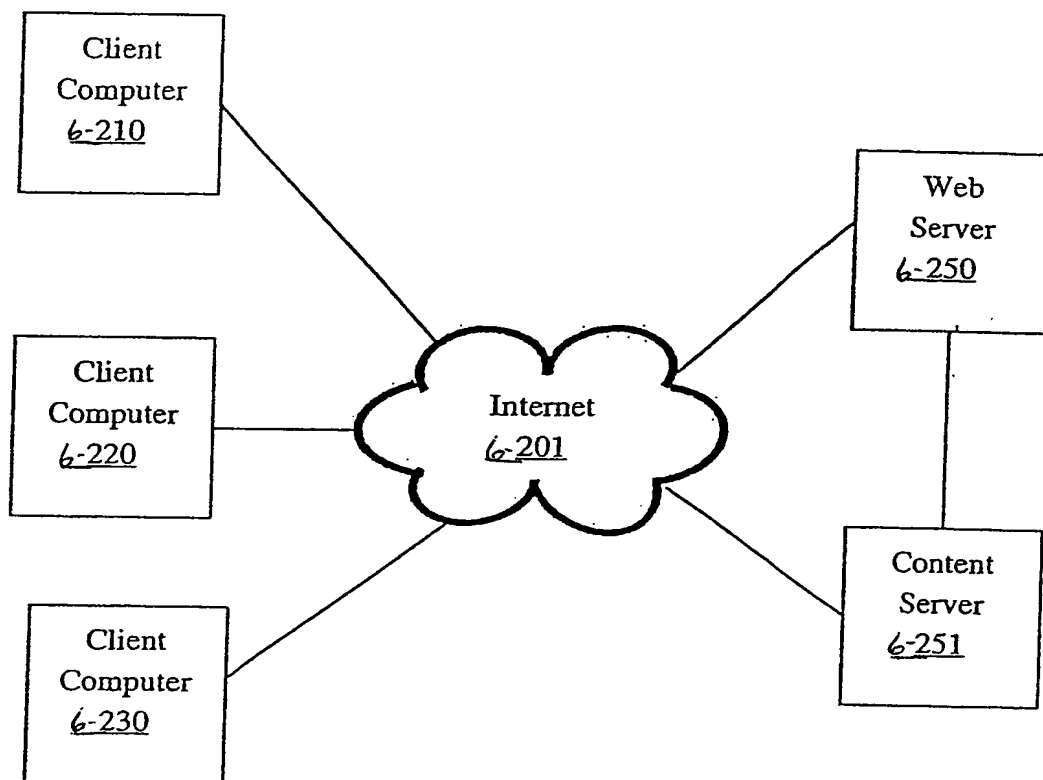 Client
Computer
6-210
Web
Server
6-250
Client
Computer
6-220
Internet
6-201
Content
Server
6-251
Client
Computer
6-230